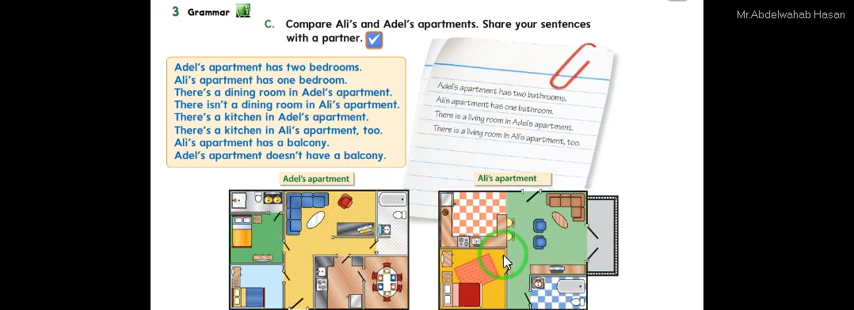 Mr.Abdelwahab Hasan
3 Grammar
C. Compare Ali's and Adel's apartments. Share your sentences
with a partner.
Adel's apartment has two bedrooms.
Ali's apartment has one bedroom.
There's a dining room in Adel's apartment.
There isn't a dining room in Ali's apartment.
There's a kitchen in Adel's apartment.
There's a kitchen in Ali's apartment, too.
Ali's apartment has a balcony.
Adel's apartment doesn't have a balcony.
Adel's apartment has two bathrooms.
Ali's apartment has one bathroom.
There is a living room in Adel's apartment.
There is a living room in Ali's apartment, too.
Adel's apartment
Ali's apartment